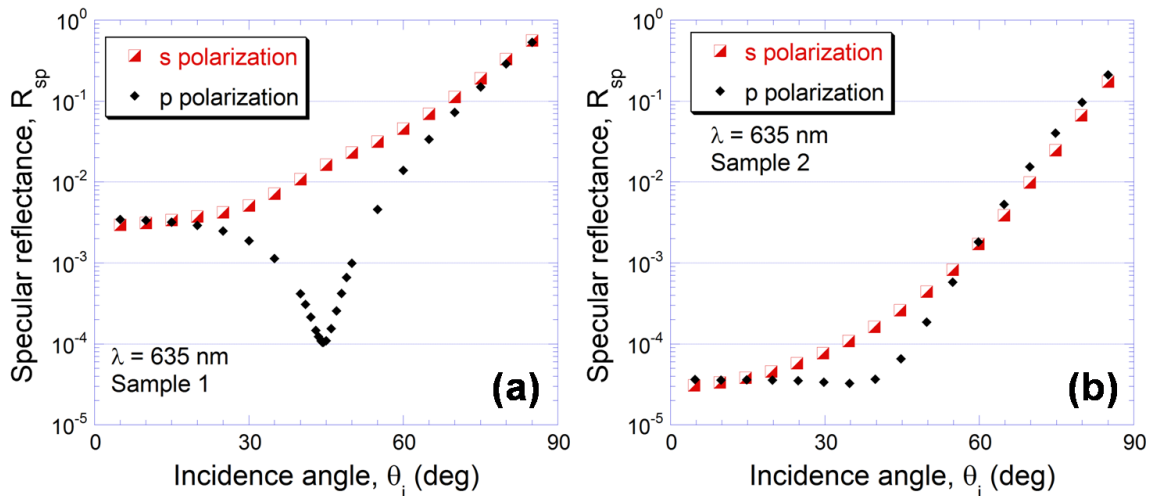 Specular reflectance, R_sp
10^0
10^-1
10^-2
10^-3
10^-4
10^-5
s polarization
p polarization
λ = 635 nm
Sample 1
(a)
0
30
60
90
Incidence angle, θ_i (deg)
Specular reflectance, R_sp
10^0
10^-1
10^-2
10^-3
10^-4
10^-5
s polarization
p polarization
λ = 635 nm
Sample 2
(b)
0
30
60
90
Incidence angle, θ_i (deg)